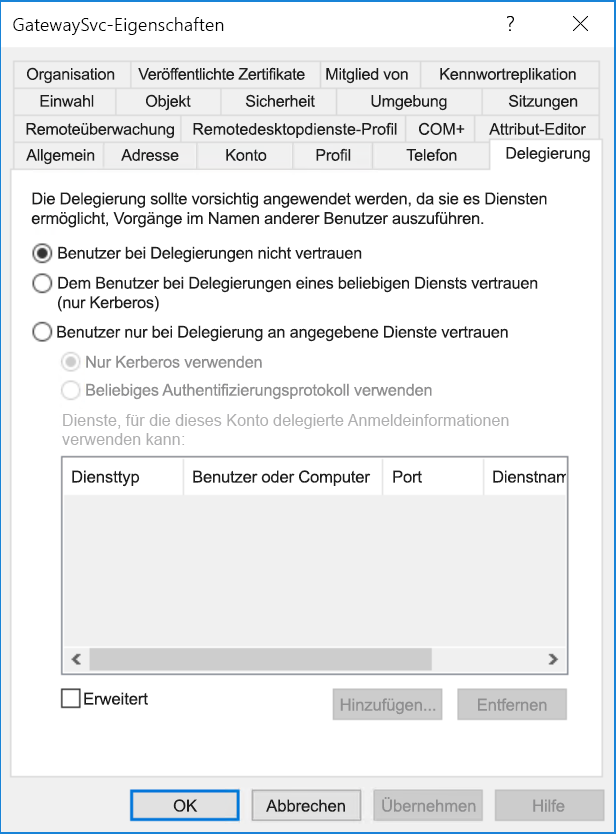 GatewaySvc-Eigenschaften ?
Organisation Veröffentlichte Zertifikate Mitglied von Kennwortreplikation
Einwahl Objekt Sicherheit Umgebung Sitzungen
Remoteüberwachung Remotedesktopdienste-Profil COM+ Attribut-Editor
Allgemein Adresse Konto Profil Telefon Delegierung
Die Delegierung sollte vorsichtig angewendet werden, da sie es Diensten
ermöglicht, Vorgänge im Namen anderer Benutzer auszuführen.
Benutzer bei Delegierungen nicht vertrauen
Dem Benutzer bei Delegierungen eines beliebigen Diensts vertrauen
(nur Kerberos)
Benutzer nur bei Delegierung an angegebene Dienste vertrauen
Nur Kerberos verwenden
Beliebiges Authentifizierungsprotokoll verwenden
Dienste, für die dieses Konto delegierte Anmeldeinformationen
verwenden kann:
Diensttyp Benutzer oder Computer Port Dienstnam
Erweitert Hinzufügen... Entfernen
OK Abbrechen Übernehmen Hilfe